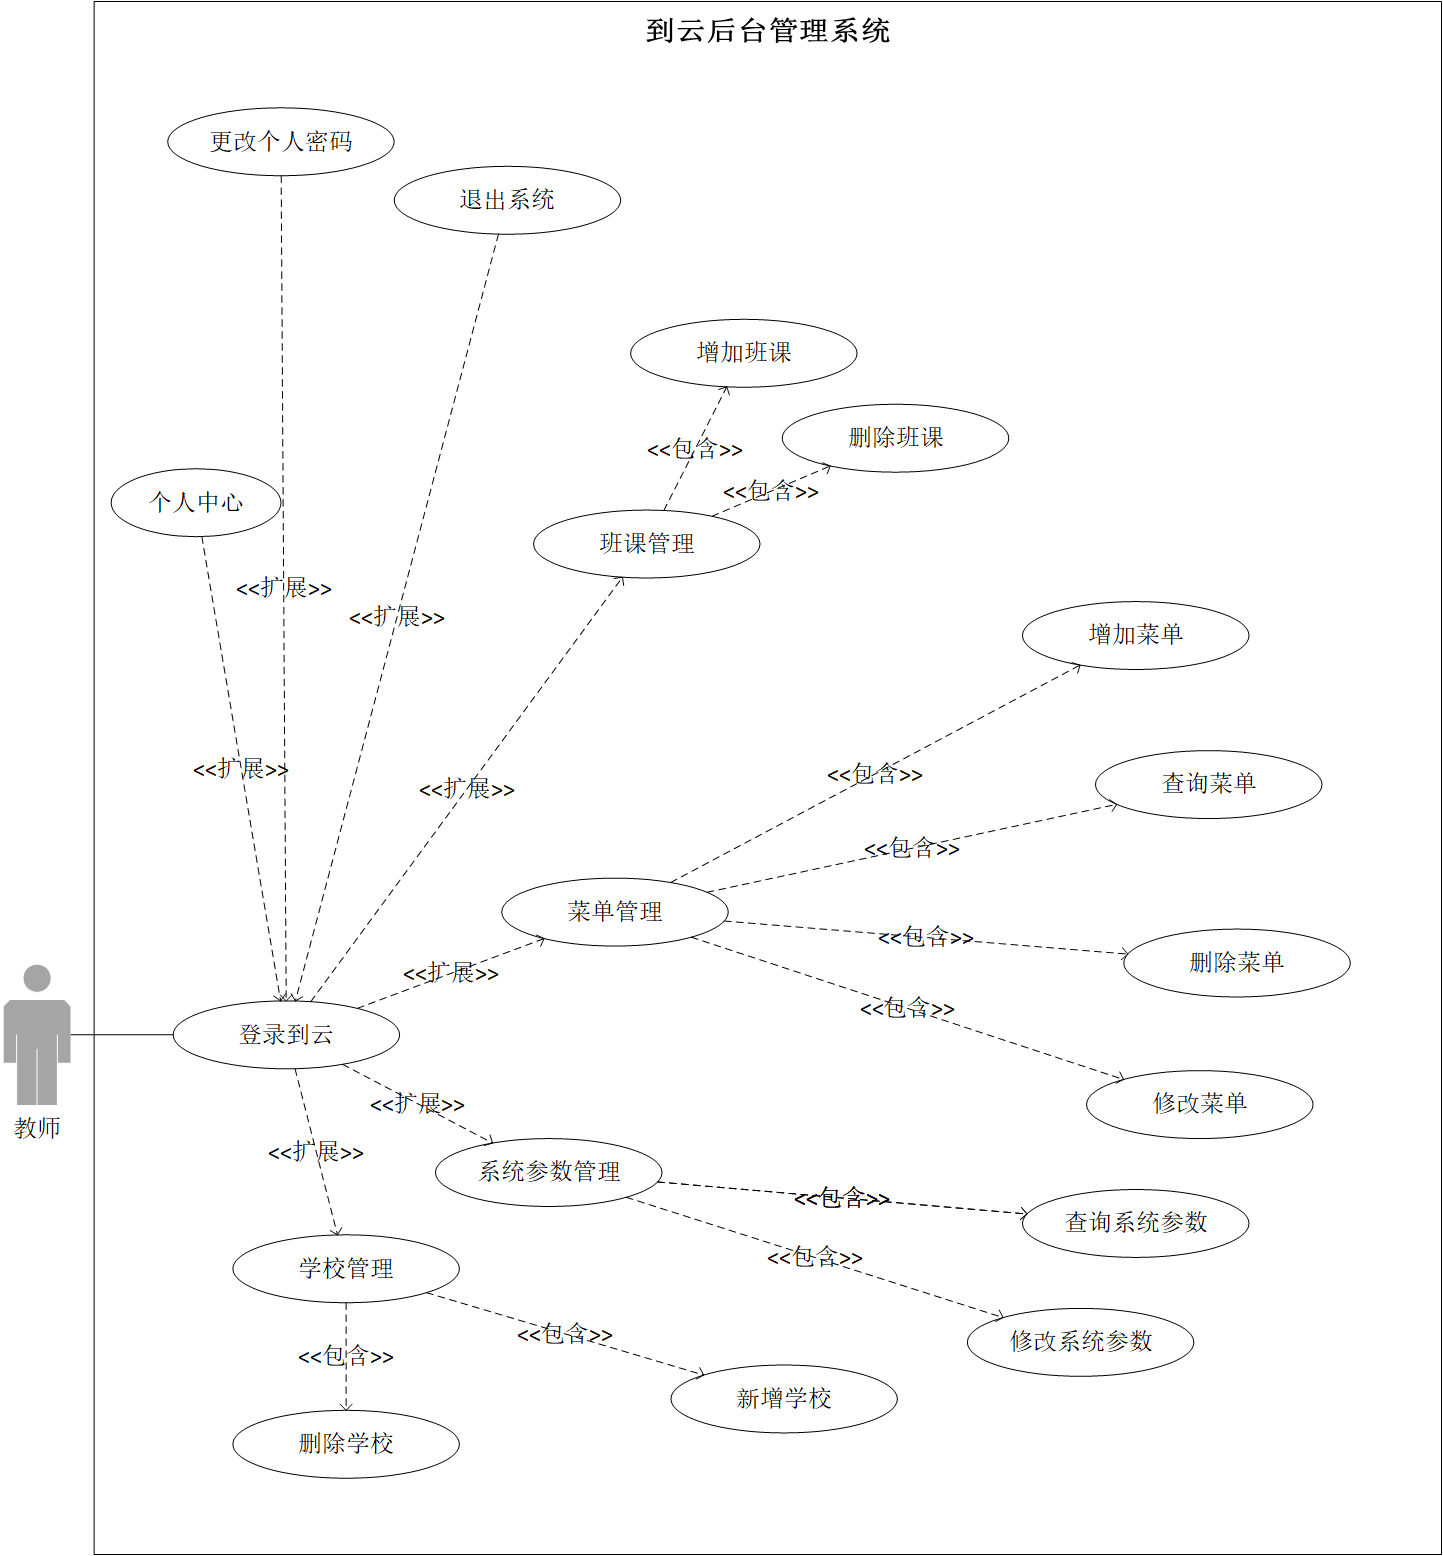 到云后台管理系统
更改个人密码
退出系统
增加班课
删除班课
<<包含>>
<<包含>>
个人中心
班课管理
<<扩展>>
<<扩展>>
增加菜单
<<扩展>>
<<扩展>>
<<包含>>
查询菜单
<<包含>>
菜单管理
<<包含>>
删除菜单
<<扩展>>
<<包含>>
登录到云
<<扩展>>
修改菜单
教师
<<扩展>>
系统参数管理
<<包含>>
查询系统参数
<<包含>>
学校管理
<<包含>>
修改系统参数
<<包含>>
新增学校
删除学校